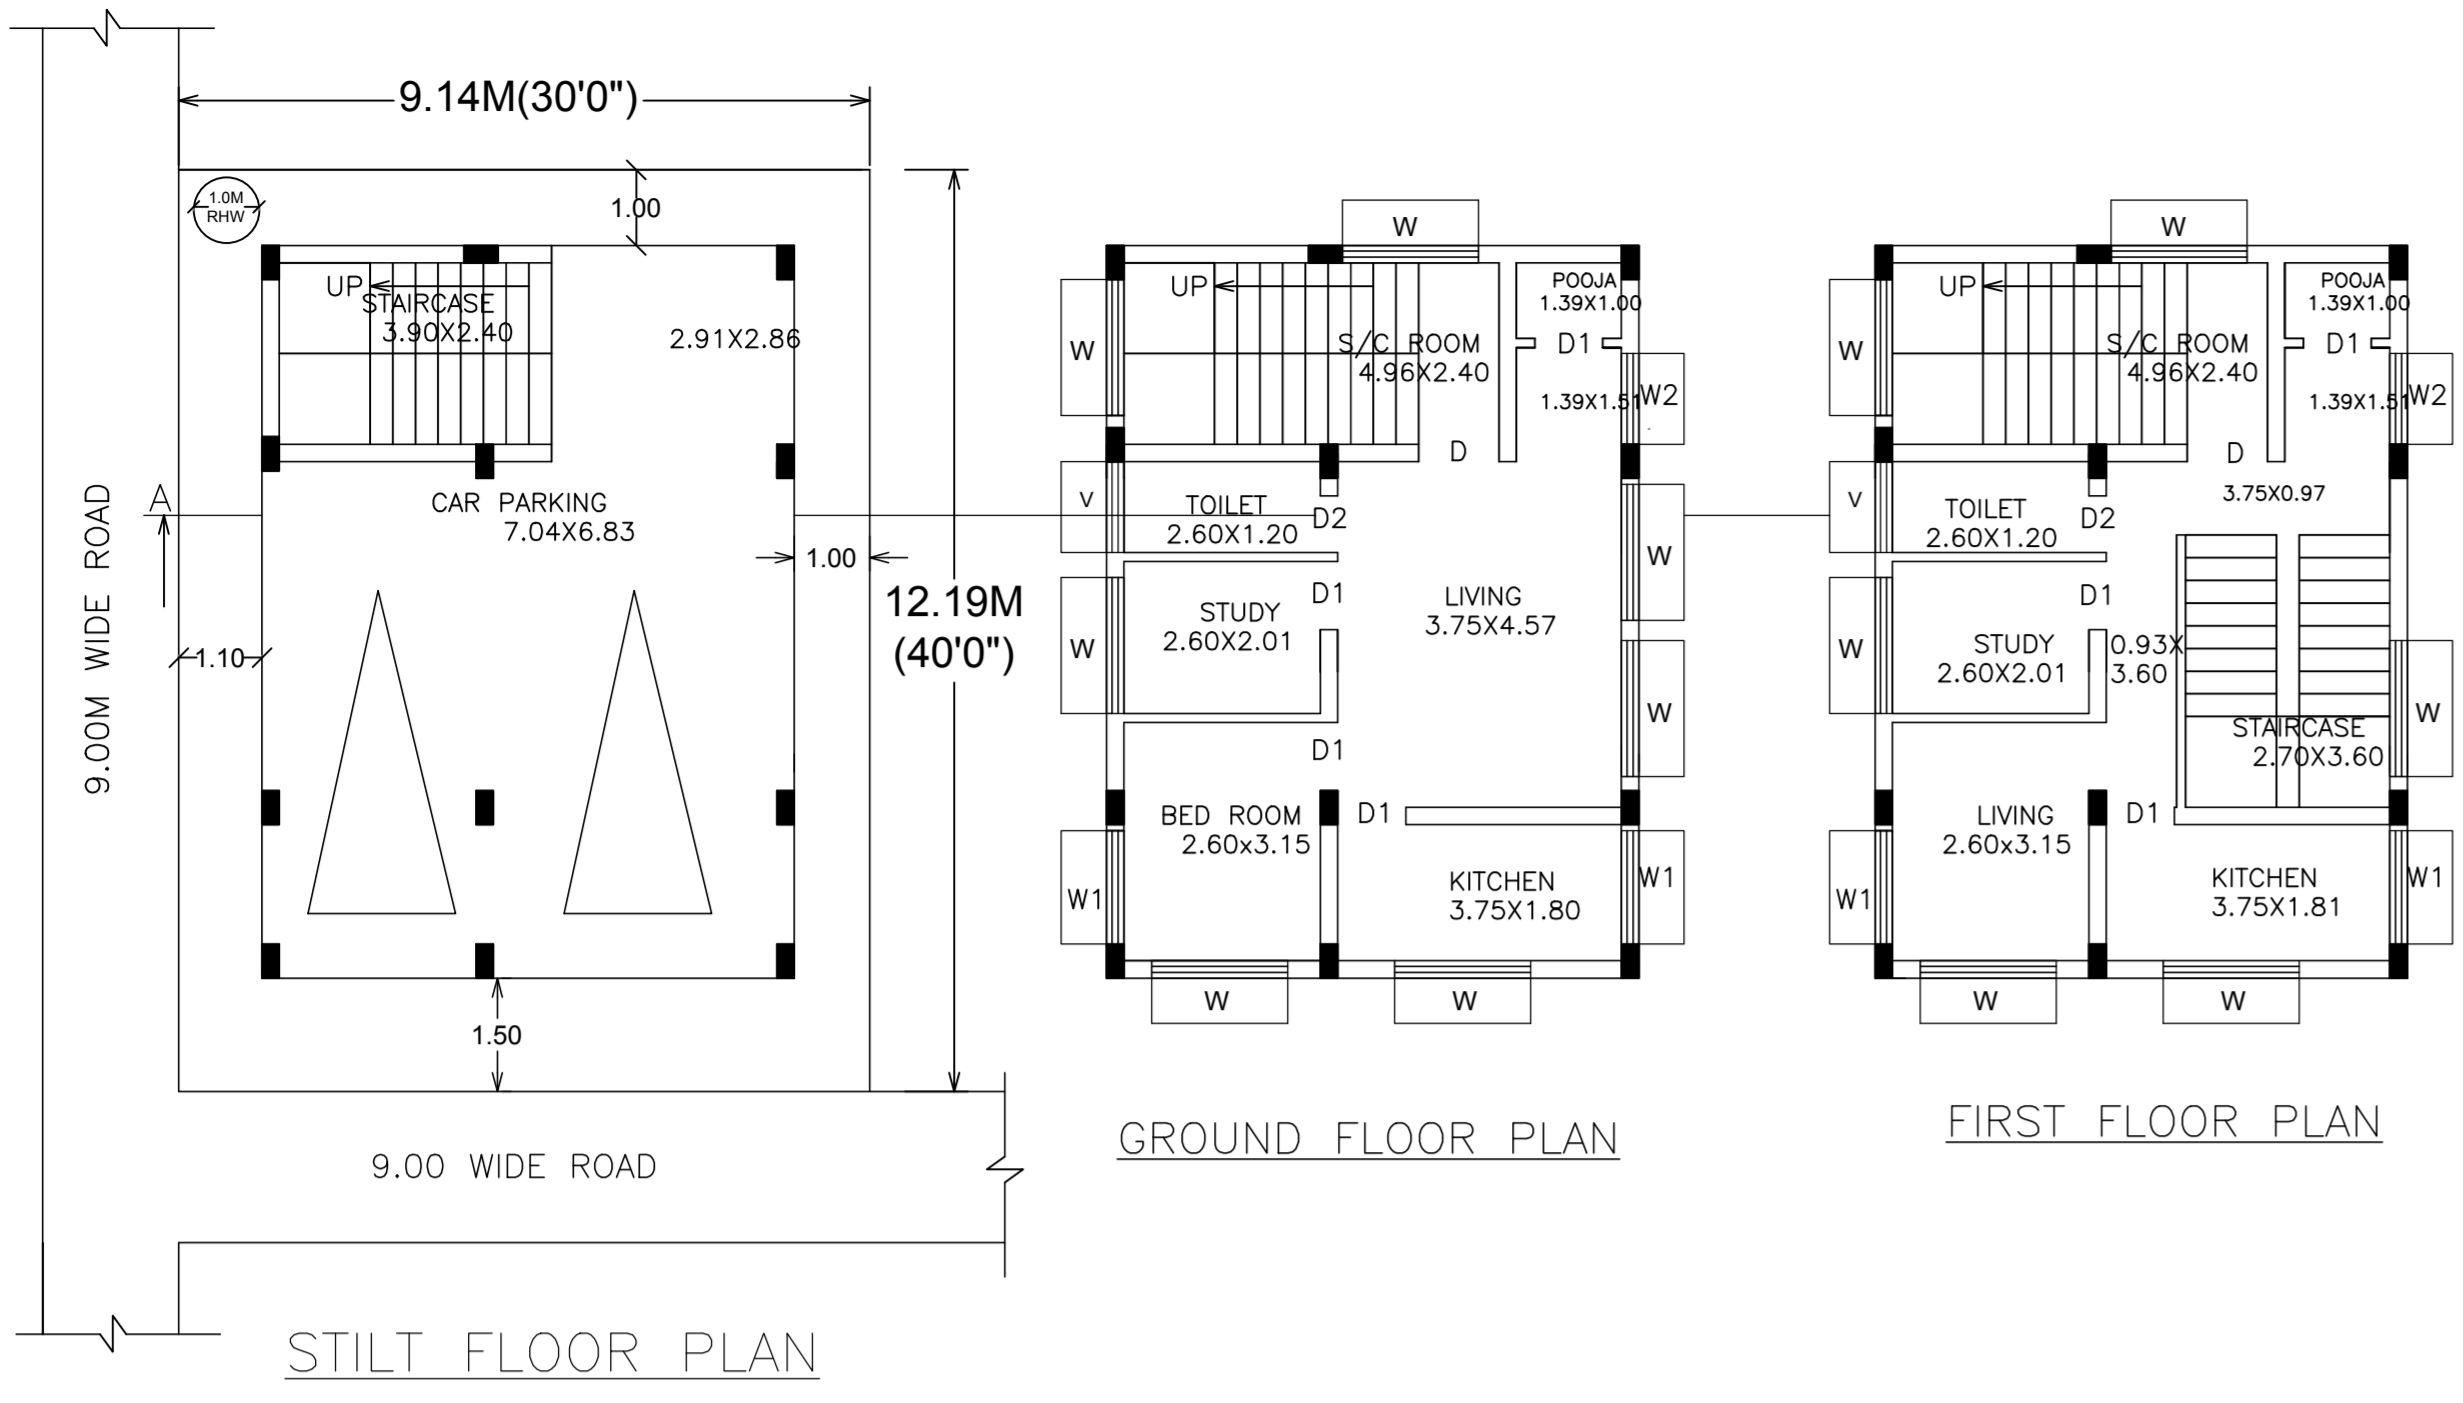 9.14M(30'0")
1.0M
RHW
1.00
UP
STAIRCASE
3.90X2.40
2.91X2.86
9.00M WIDE ROAD
A
CAR PARKING
7.04X6.83
1.00
12.19M
(40'0")
1.10
1.50
9.00 WIDE ROAD
STILT FLOOR PLAN
W
UP
POOJA
1.39X1.00
W
S/C ROOM
4.96X2.40
D1
1.39X1.51
W2
D
V
TOILET
2.60X1.20
D2
W
D1
LIVING
3.75X4.57
STUDY
2.60X2.01
W
W
D1
BED ROOM
2.60x3.15
D1
W1
KITCHEN
3.75X1.80
W1
W
W
GROUND FLOOR PLAN
W
UP
POOJA
1.39X1.00
W
S/C ROOM
4.96X2.40
D1
1.39X1.51
W2
D
3.75X0.97
V
TOILET
2.60X1.20
D2
D1
STUDY
2.60X2.01
0.93X
3.60
W
STAIRCASE
2.70X3.60
W
LIVING
2.60x3.15
D1
W1
KITCHEN
3.75X1.81
W1
W
W
FIRST FLOOR PLAN